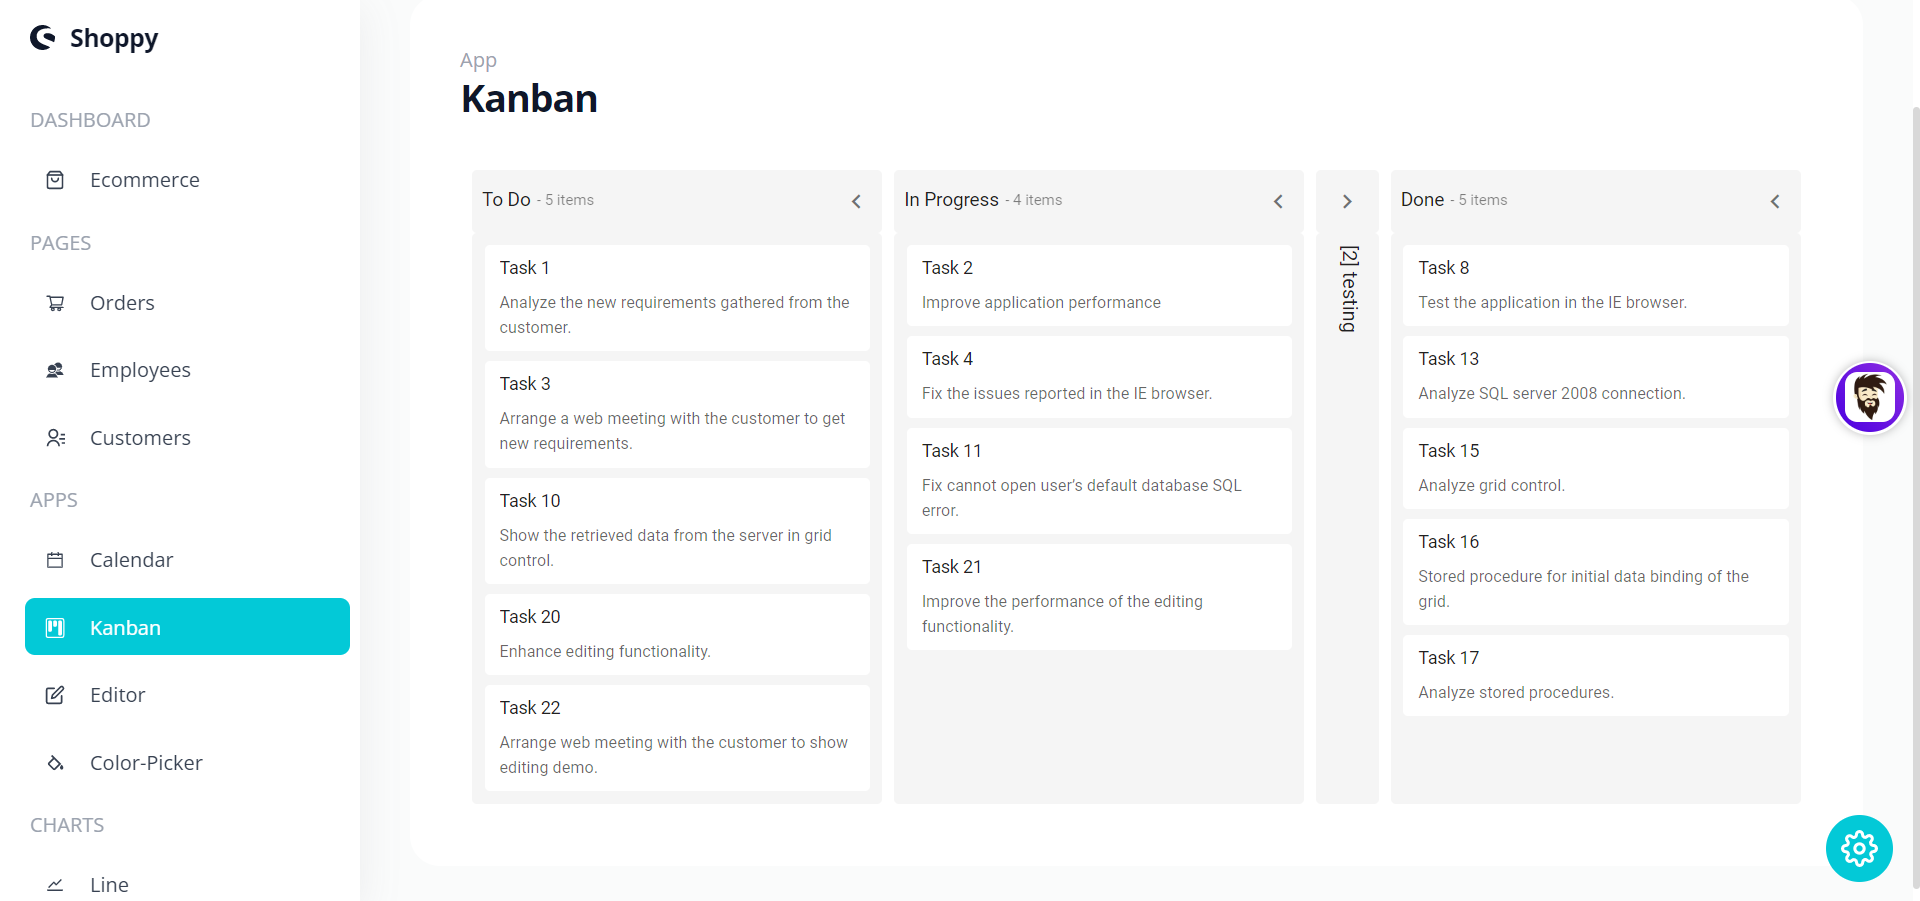 Shoppy
DASHBOARD
Ecommerce
PAGES
Orders
Employees
Customers
APPS
Calendar
Kanban
Editor
Color-Picker
CHARTS
Line
App
Kanban
To Do - 5 items
Task 1
Analyze the new requirements gathered from the
customer.
Task 3
Arrange a web meeting with the customer to get
new requirements.
Task 10
Show the retrieved data from the server in grid
control.
Task 20
Enhance editing functionality.
Task 22
Arrange web meeting with the customer to show
editing demo.
In Progress - 4 items
Task 2
Improve application performance
Task 4
Fix the issues reported in the IE browser.
Task 11
Fix cannot open user's default database SQL
error.
Task 21
Improve the performance of the editing
functionality.
[2] testing
Done - 5 items
Task 8
Test the application in the IE browser.
Task 13
Analyze SQL server 2008 connection.
Task 15
Analyze grid control.
Task 16
Stored procedure for initial data binding of the
grid.
Task 17
Analyze stored procedures.